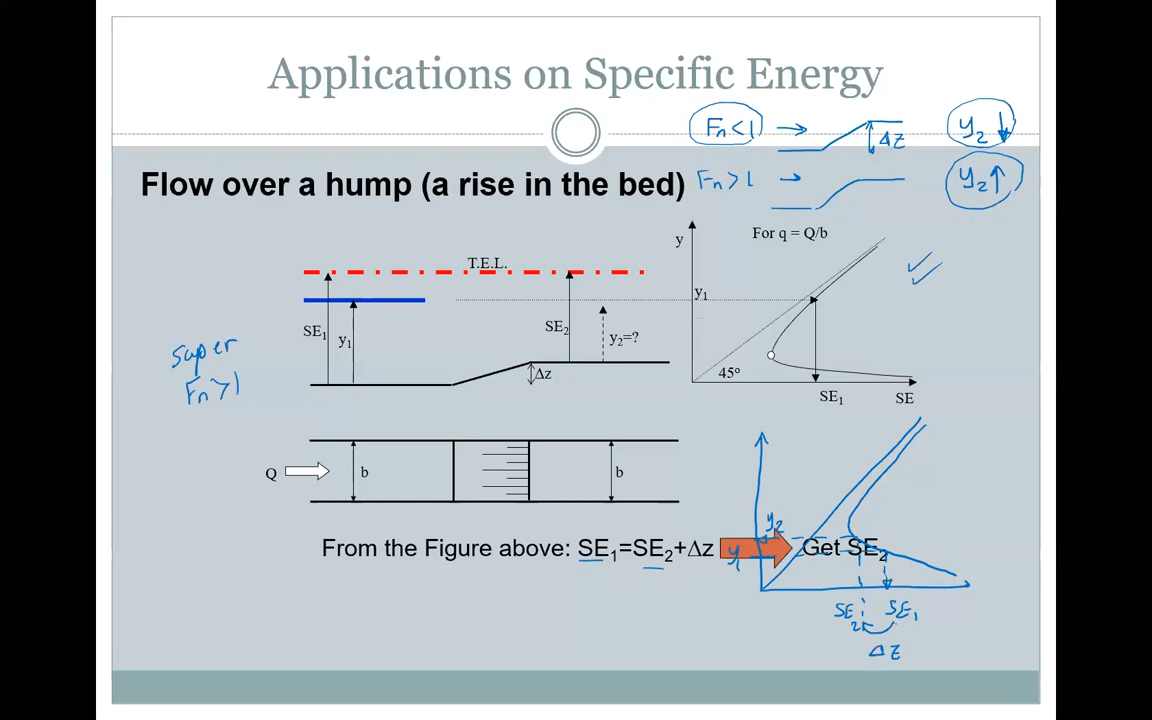 Applications on Specific Energy
Fn<1 → Δz y2↓
Flow over a hump (a rise in the bed)
Fn>1 → y2↑
For q = Q/b
y
T.E.L.
y1
SE1
y1
SE2
y2=?
Δz
45o
SE1
SE
super
Fn>1
Q
b
b
From the Figure above: SE1=SE2+Δz
Get SE2
y2
y1
SE2
SE1
Δz